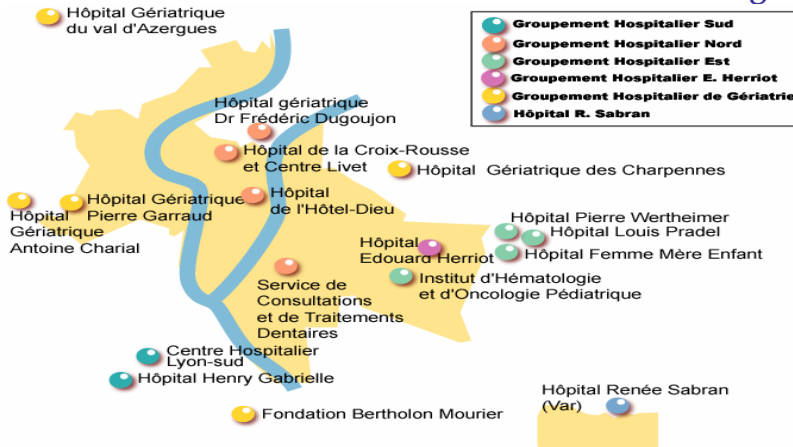 Hôpital Gériatrique
du val d'Azergues
Groupement Hospitalier Sud
Groupement Hospitalier Nord
Groupement Hospitalier Est
Groupement Hospitalier E. Herriot
Groupement Hospitalier de Gériatrie
Hôpital R. Sabran
Hôpital gériatrique
Dr Frédéric Dugoujon
Hôpital de la Croix-Rousse
et Centre Livet
Hôpital Gériatrique des Charpennes
Hôpital Gériatrique
Pierre Garraud
Hôpital
de l'Hôtel-Dieu
Hôpital
Gériatrique
Antoine Charial
Hôpital Pierre Wertheimer
Hôpital Louis Pradel
Hôpital Femme Mère Enfant
Hôpital
Edouard Herriot
Institut d'Hématologie
et d'Oncologie Pédiatrique
Service de
Consultations
et de Traitements
Dentaires
Centre Hospitalier
Lyon-sud
Hôpital Henry Gabrielle
Fondation Bertholon Mourier
Hôpital Renée Sabran
(Var)